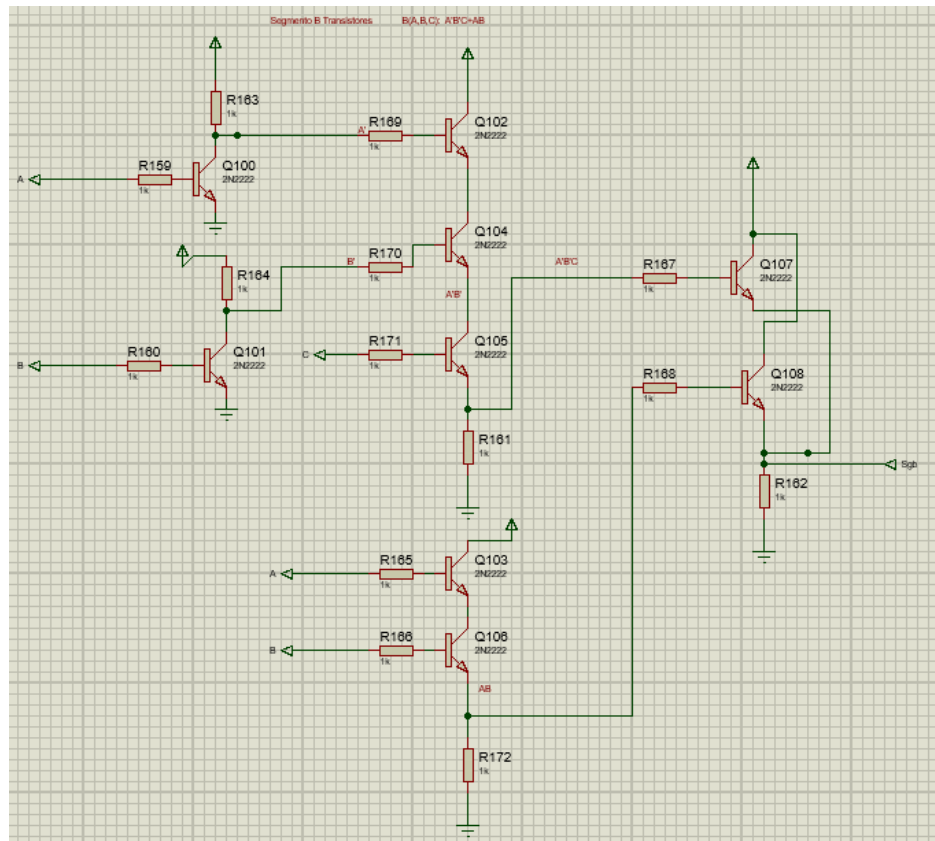 Segmento B Transistores B(A,B,C); A'B'C+AB
R163
1k
A'
R169
1k
Q102
2N2222
R159
1k
Q100
2N2222
A
Q104
2N2222
R170
1k
B'
R164
1k
A'B'
A'B'C
R167
1k
Q107
2N2222
C
R171
1k
Q105
2N2222
B
R160
1k
Q101
2N2222
R168
1k
Q108
2N2222
R161
1k
Sgb
R162
1k
A
R165
1k
Q103
2N2222
B
R166
1k
Q106
2N2222
AB
R172
1k